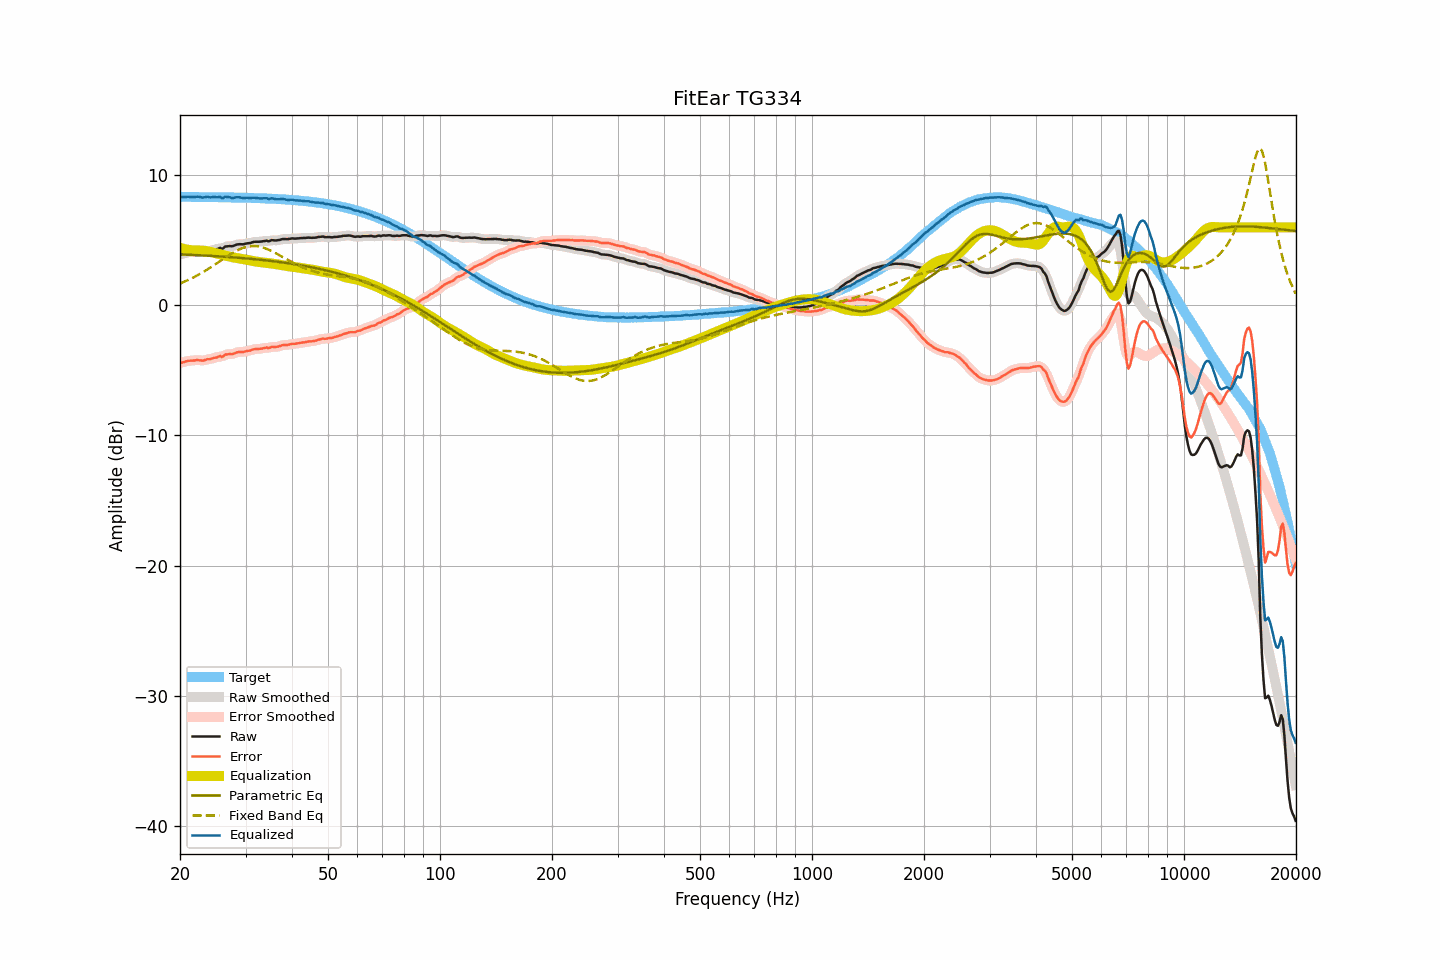 FitEar TG334
Amplitude (dBr)
10
0
−10
−20
−30
−40
Target
Raw Smoothed
Error Smoothed
Raw
Error
Equalization
Parametric Eq
Fixed Band Eq
Equalized
20 50 100 200 500 1000 2000 5000 10000 20000
Frequency (Hz)